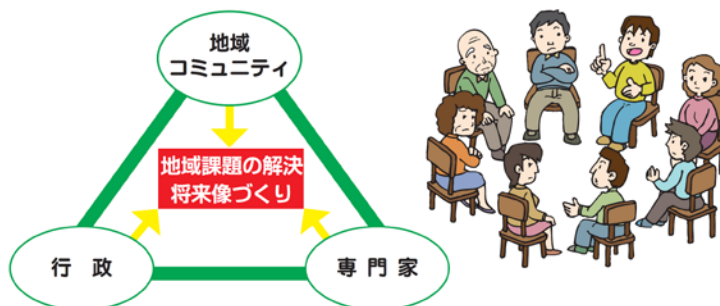 地域
コミュニティ
地域課題の解決
将来像づくり
行 政
専 門 家